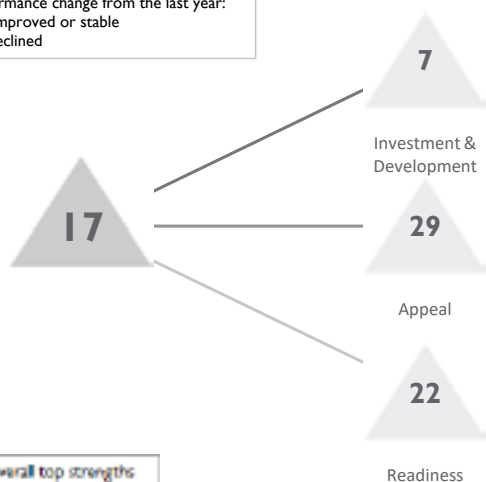 rmance change from the last year:
mproved or stable
eclined
7
Investment &
Development
17
29
Appeal
22
Readiness
verall top strengths